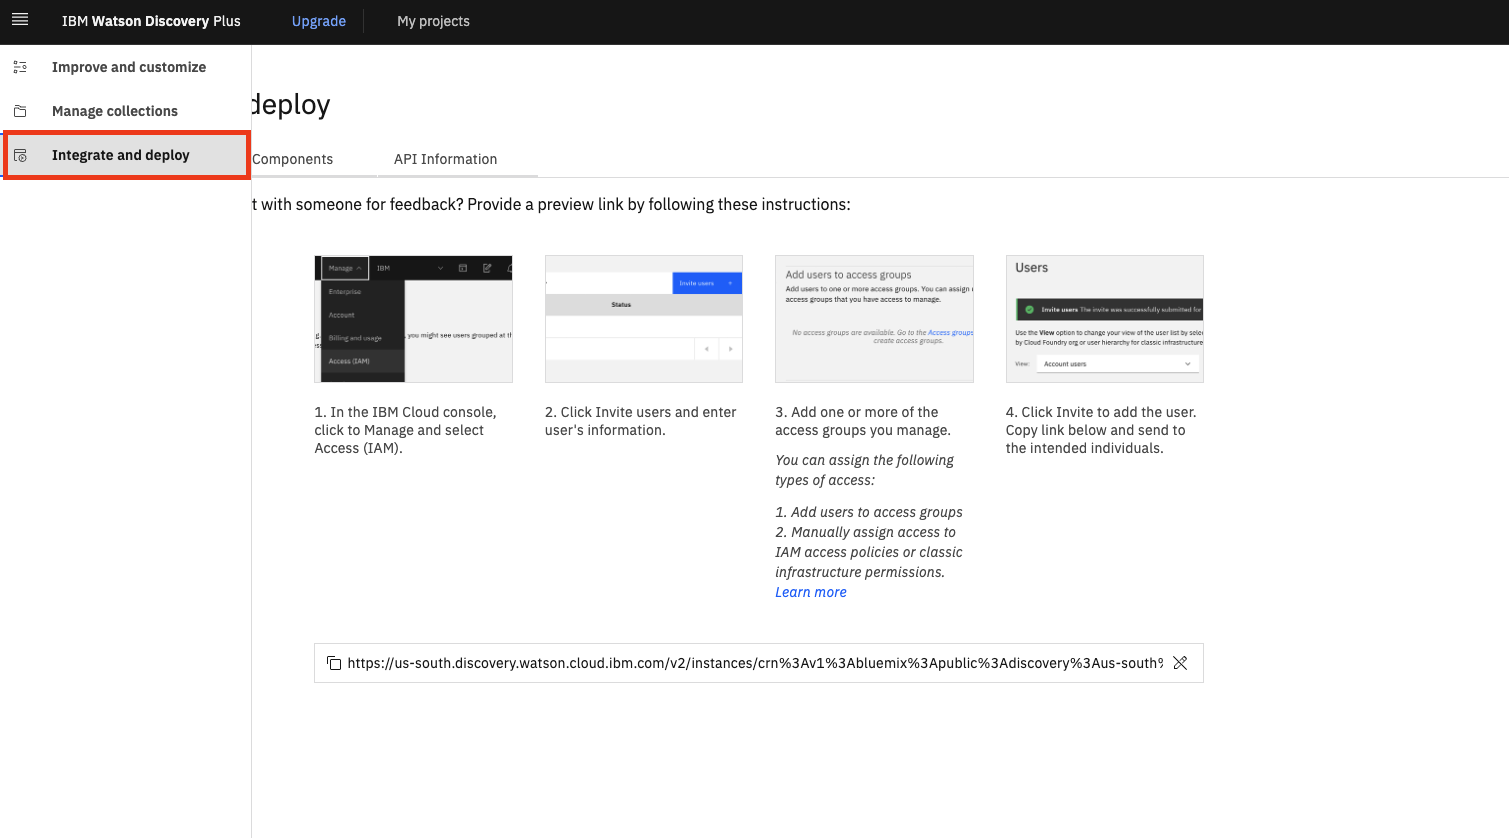 IBM Watson Discovery Plus
Upgrade
My projects
Improve and customize
Manage collections
Integrate and deploy
deploy
Components
API Information
t with someone for feedback? Provide a preview link by following these instructions:
Manage
IBM
Enterprise
Account
Billing and usage
Access (IAM)
you might see users grouped at th
Invite users +
Status
Add users to access groups
Add users to one or more access groups. You can assign
access groups that you have access to manage.
No access groups are available. Go to the Access groups
create access groups.
Users
Invite users The invite was successfully submitted for
Use the View option to change your view of the user list by sele
by Cloud Foundry org or user hierarchy for classic infrastructure
View:
Account users
1. In the IBM Cloud console,
click to Manage and select
Access (IAM).
2. Click Invite users and enter
user's information.
3. Add one or more of the
access groups you manage.
You can assign the following
types of access:
1. Add users to access groups
2. Manually assign access to
IAM access policies or classic
infrastructure permissions.
Learn more
4. Click Invite to add the user.
Copy link below and send to
the intended individuals.
https://us-south.discovery.watson.cloud.ibm.com/v2/instances/crn%3Av1%3Abluemix%3Apublic%3Adiscovery%3Aus-south%